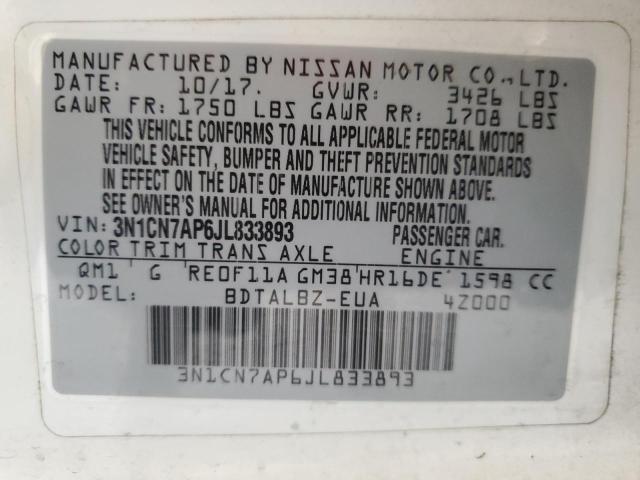 MANUFACTURED BY NISSAN MOTOR CO., LTD.
DATE: 10/17. GVWR: 3426 LBS
GAWR FR: 1750 LBS GAWR RR: 1708 LBS
THIS VEHICLE CONFORMS TO ALL APPLICABLE FEDERAL MOTOR
VEHICLE SAFETY, BUMPER AND THEFT PREVENTION STANDARDS
IN EFFECT ON THE DATE OF MANUFACTURE SHOWN ABOVE.
SEE OWNER'S MANUAL FOR ADDITIONAL INFORMATION.
VIN: 3N1CN7AP6JL833893 PASSENGER CAR.
COLOR TRIM TRANS AXLE ENGINE
QM1 G RE0F11A GM38 HR16DE 1598 CC
MODEL: BDTALBZ-EUA 4Z000
3N1CN7AP6JL833893